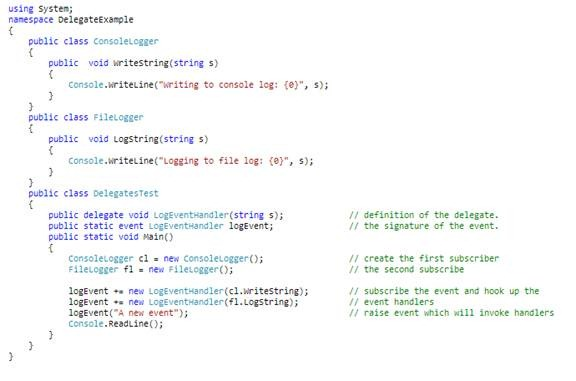 using System;
namespace DelegateExample
{
public class ConsoleLogger
{
public  void WriteString(string s)
{
Console.WriteLine("Writing to console log: {0}", s);
}
}
public class FileLogger
{
public  void LogString(string s)
{
Console.WriteLine("Logging to file log: {0}", s);
}
}
public class DelegatesTest
{
public delegate void LogEventHandler(string s); // definition of the delegate.
public static event LogEventHandler logEvent; // the signature of the event.
public static void Main()
{
ConsoleLogger cl = new ConsoleLogger(); // create the first subscriber
FileLogger fl = new FileLogger(); // the second subscribe
logEvent += new LogEventHandler(cl.WriteString); // subscribe the event and hook up the
logEvent += new LogEventHandler(fl.LogString); // event handlers
logEvent("A new event"); // raise event which will invoke handlers
Console.ReadLine();
}
}
}